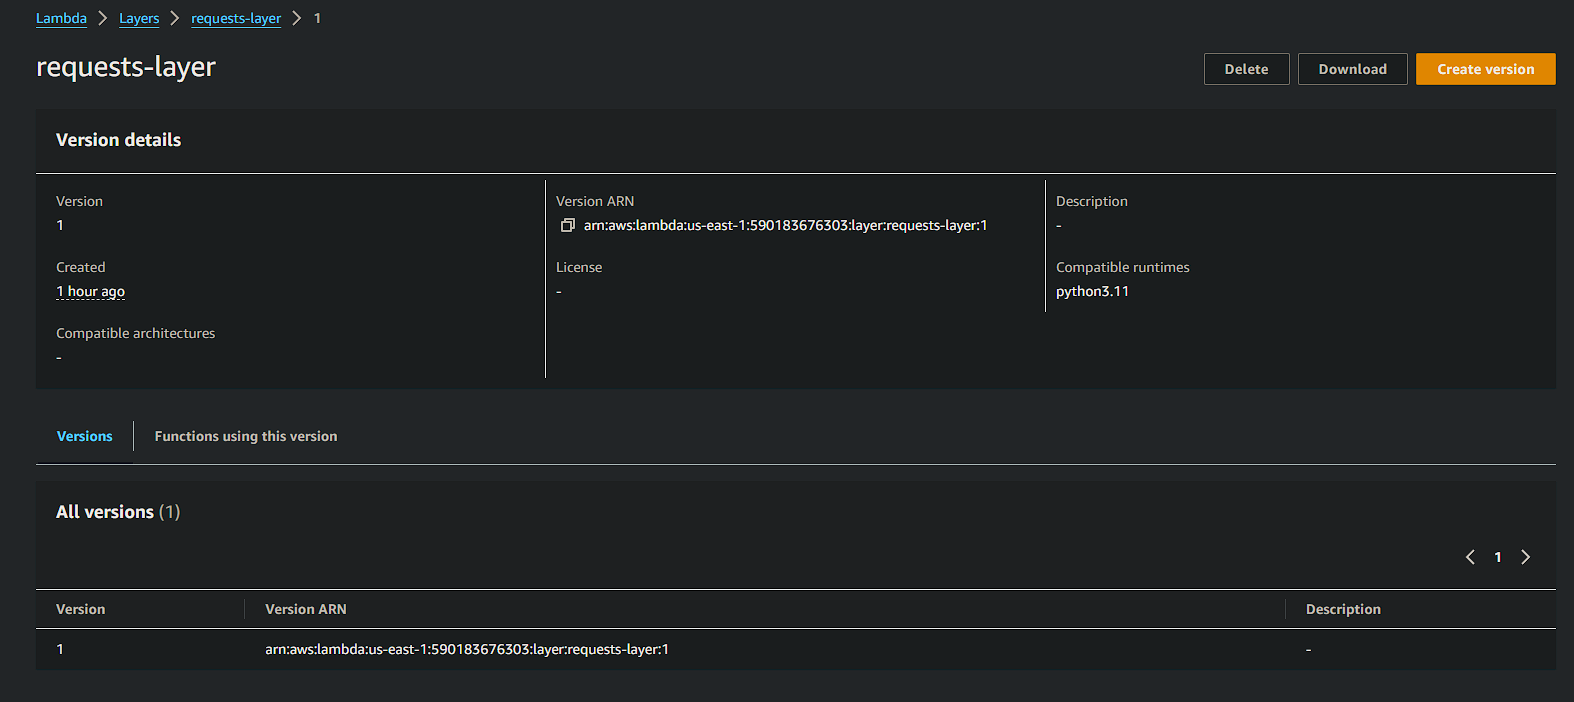 Lambda > Layers > requests-layer > 1
requests-layer
Delete Download Create version
Version details
Version
1
Created
1 hour ago
Compatible architectures
-
Version ARN
arn:aws:lambda:us-east-1:590183676303:layer:requests-layer:1
License
-
Description
-
Compatible runtimes
python3.11
Versions Functions using this version
All versions (1)
< 1 >
Version Version ARN Description
1 arn:aws:lambda:us-east-1:590183676303:layer:requests-layer:1 -